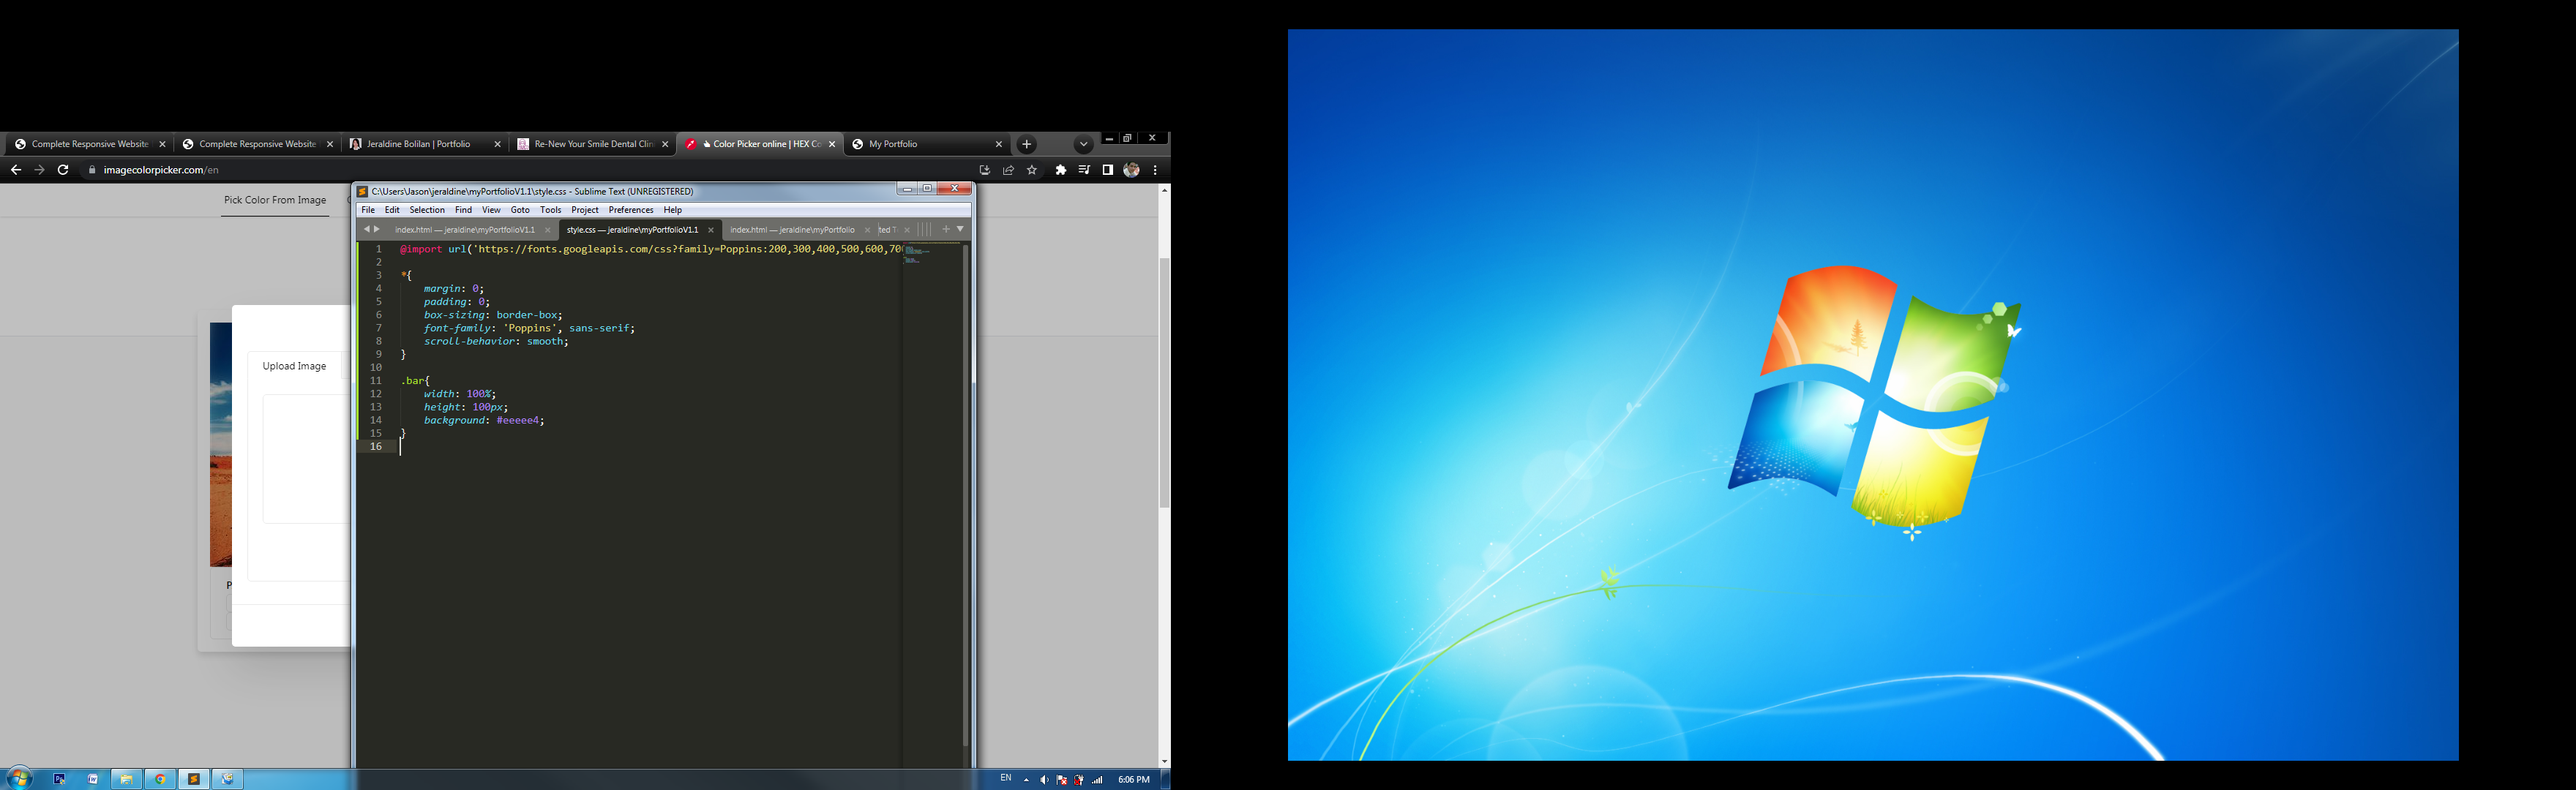 Complete Responsive Website
Complete Responsive Website
Jeraldine Bolilan | Portfolio
Re-New Your Smile Dental Clin
Color Picker online | HEX Co
My Portfolio
imagecolorpicker.com/en
Pick Color From Image
C:\Users\Jason\jeraldine\myPortfolioV1.1\style.css - Sublime Text (UNREGISTERED)
File Edit Selection Find View Goto Tools Project Preferences Help
index.html — jeraldine\myPortfolioV1.1
style.css — jeraldine\myPortfolioV1.1
index.html — jeraldine\myPortfolio
1 @import url('https://fonts.googleapis.com/css?family=Poppins:200,300,400,500,600,700
2
3 *{
4 margin: 0;
5 padding: 0;
6 box-sizing: border-box;
7 font-family: 'Poppins', sans-serif;
8 scroll-behavior: smooth;
9 }
10
11 .bar{
12 width: 100%;
13 height: 100px;
14 background: #eeeee4;
15 }
16
Upload Image
P
EN
6:06 PM